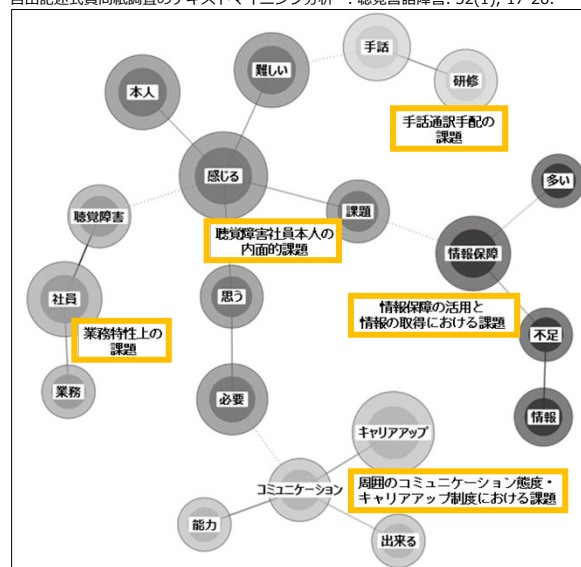 自由記述式質問紙調査のテキストマイニング分析-. 聴覚言語障害. 52(1), 17-26.
手話
難しい
研修
本人
手話通訳手配の
課題
感じる
多い
課題
聴覚障害
聴覚障害社員本人の
内面的課題
情報保障
社員
思う
情報保障の活用と
情報の取得における課題
業務特性上の
課題
不足
業務
必要
情報
キャリアアップ
コミュニケーション
周囲のコミュニケーション態度・
キャリアアップ制度における課題
能力
出来る